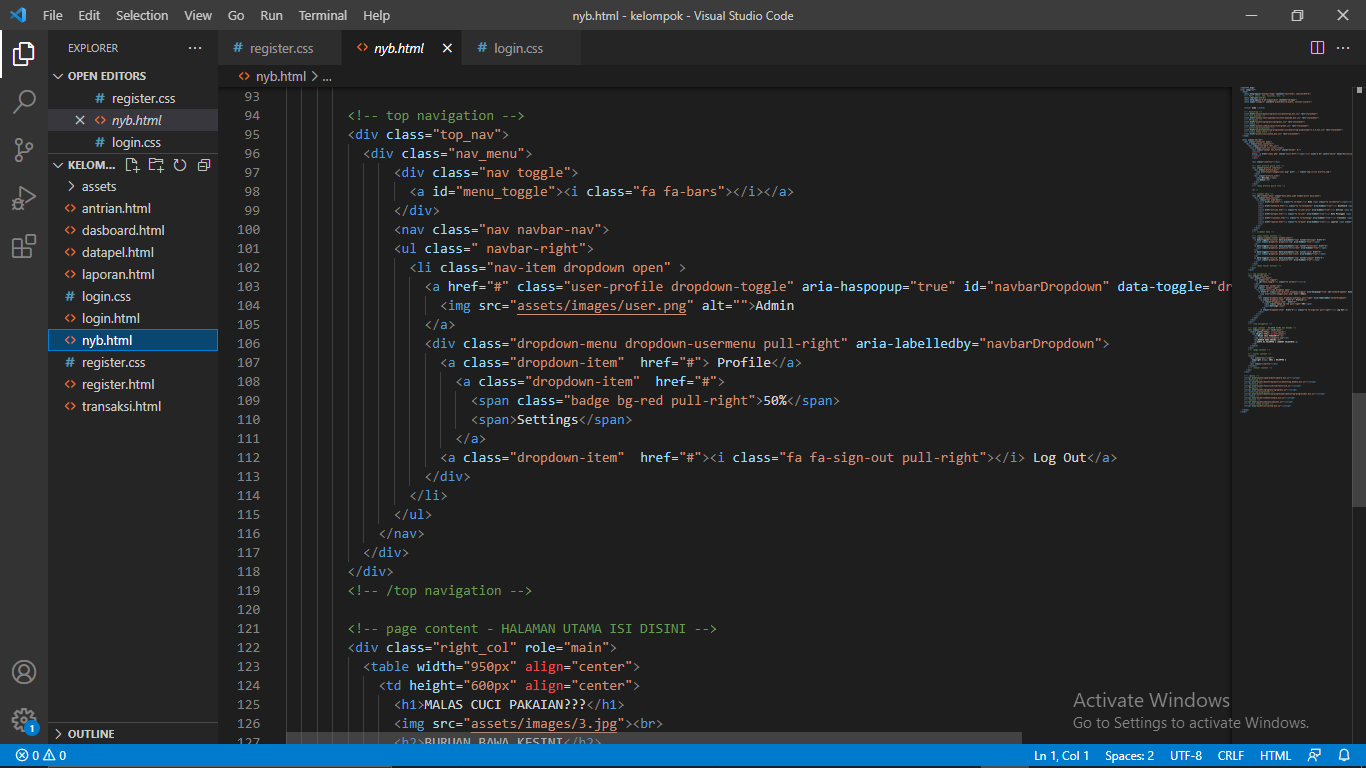 File Edit Selection View Go Run Terminal Help nyb.html - kelompok - Visual Studio Code
EXPLORER
OPEN EDITORS
# register.css
nyb.html
# login.css
KELOM...
assets
antrian.html
dasboard.html
datapel.html
laporan.html
# login.css
login.html
nyb.html
# register.css
register.html
transaksi.html
OUTLINE
# register.css nyb.html # login.css
nyb.html > ...
93
94 <!-- top navigation -->
95 <div class="top_nav">
96 <div class="nav_menu">
97 <div class="nav toggle">
98 <a id="menu_toggle"><i class="fa fa-bars"></i></a>
99 </div>
100 <nav class="nav navbar-nav">
101 <ul class=" navbar-right">
102 <li class="nav-item dropdown open" >
103 <a href="#" class="user-profile dropdown-toggle" aria-haspopup="true" id="navbarDropdown" data-toggle="dr
104 <img src="assets/images/user.png" alt="">Admin
105 </a>
106 <div class="dropdown-menu dropdown-usermenu pull-right" aria-labelledby="navbarDropdown">
107 <a class="dropdown-item"  href="#"> Profile</a>
108 <a class="dropdown-item"  href="#">
109 <span class="badge bg-red pull-right">50%</span>
110 <span>Settings</span>
111 </a>
112 <a class="dropdown-item"  href="#"><i class="fa fa-sign-out pull-right"></i> Log Out</a>
113 </div>
114 </li>
115 </ul>
116 </nav>
117 </div>
118 </div>
119 <!-- /top navigation -->
120
121 <!-- page content - HALAMAN UTAMA ISI DISINI -->
122 <div class="right_col" role="main">
123 <table width="950px" align="center">
124 <td height="600px" align="center">
125 <h1>MALAS CUCI PAKAIAN???</h1>
126 <img src="assets/images/3.jpg"><br>
127 <h2>BURUAN BAWA KESINI</h2>
Activate Windows
Go to Settings to activate Windows.
1
0 0 Ln 1, Col 1 Spaces: 2 UTF-8 CRLF HTML